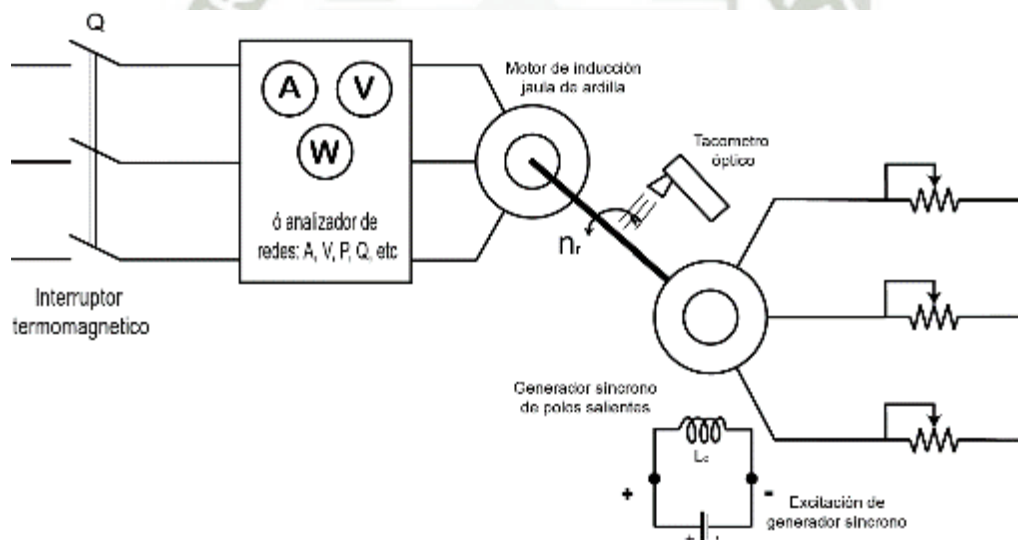 Q
A
V
W
ó analizador de
redes: A, V, P, Q, etc
Interruptor
termomagnetico
Motor de inducción
jaula de ardilla
Tacometro
óptico
nr
Generador síncrono
de polos salientes
Lc
+
-
Excitación de
generador síncrono
+